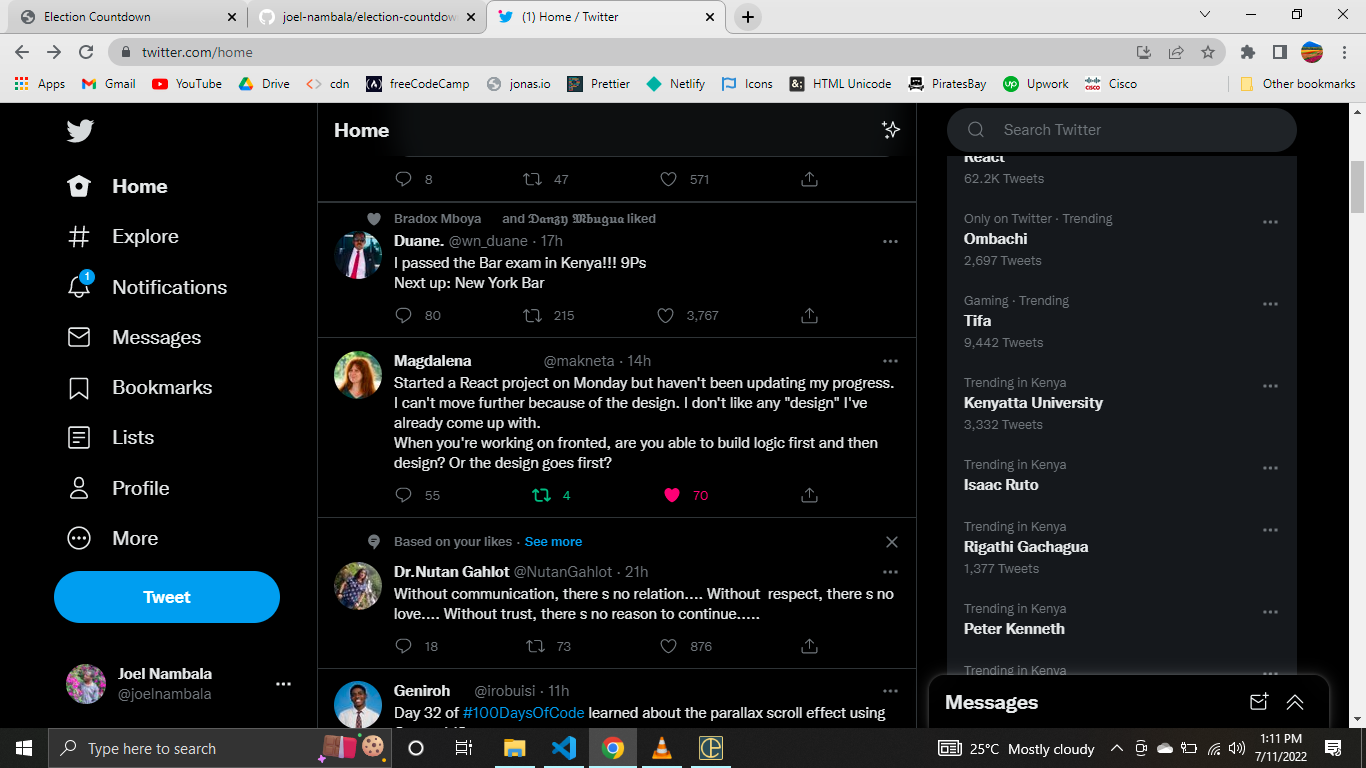 Election Countdown
joel-nambala/election-countdow
(1) Home / Twitter
twitter.com/home
Apps
Gmail
YouTube
Drive
cdn
freeCodeCamp
jonas.io
Prettier
Netlify
Icons
HTML Unicode
PiratesBay
Upwork
Cisco
Other bookmarks
Home
Explore
1
Notifications
Messages
Bookmarks
Lists
Profile
More
Tweet
Joel Nambala
@joelnambala
Home
8 47 571
Bradox Mboya and 𝕯𝖆𝖓𝖟𝖞 𝕸𝖇𝖚𝖌𝖚𝖆 liked
Duane. @wn_duane · 17h
I passed the Bar exam in Kenya!!! 9Ps
Next up: New York Bar
80 215 3,767
Magdalena @makneta · 14h
Started a React project on Monday but haven't been updating my progress.
I can't move further because of the design. I don't like any "design" I've
already come up with.
When you're working on fronted, are you able to build logic first and then
design? Or the design goes first?
55 4 70
Based on your likes · See more
Dr.Nutan Gahlot @NutanGahlot · 21h
Without communication, there s no relation.... Without  respect, there s no
love.... Without trust, there s no reason to continue.....
18 73 876
Geniroh @irobuisi · 11h
Day 32 of #100DaysOfCode learned about the parallax scroll effect using
Search Twitter
React
62.2K Tweets
Only on Twitter · Trending
Ombachi
2,697 Tweets
Gaming · Trending
Tifa
9,442 Tweets
Trending in Kenya
Kenyatta University
3,332 Tweets
Trending in Kenya
Isaac Ruto
Trending in Kenya
Rigathi Gachagua
1,377 Tweets
Trending in Kenya
Peter Kenneth
Trending in Kenya
Messages
Type here to search
25°C Mostly cloudy
1:11 PM
7/11/2022